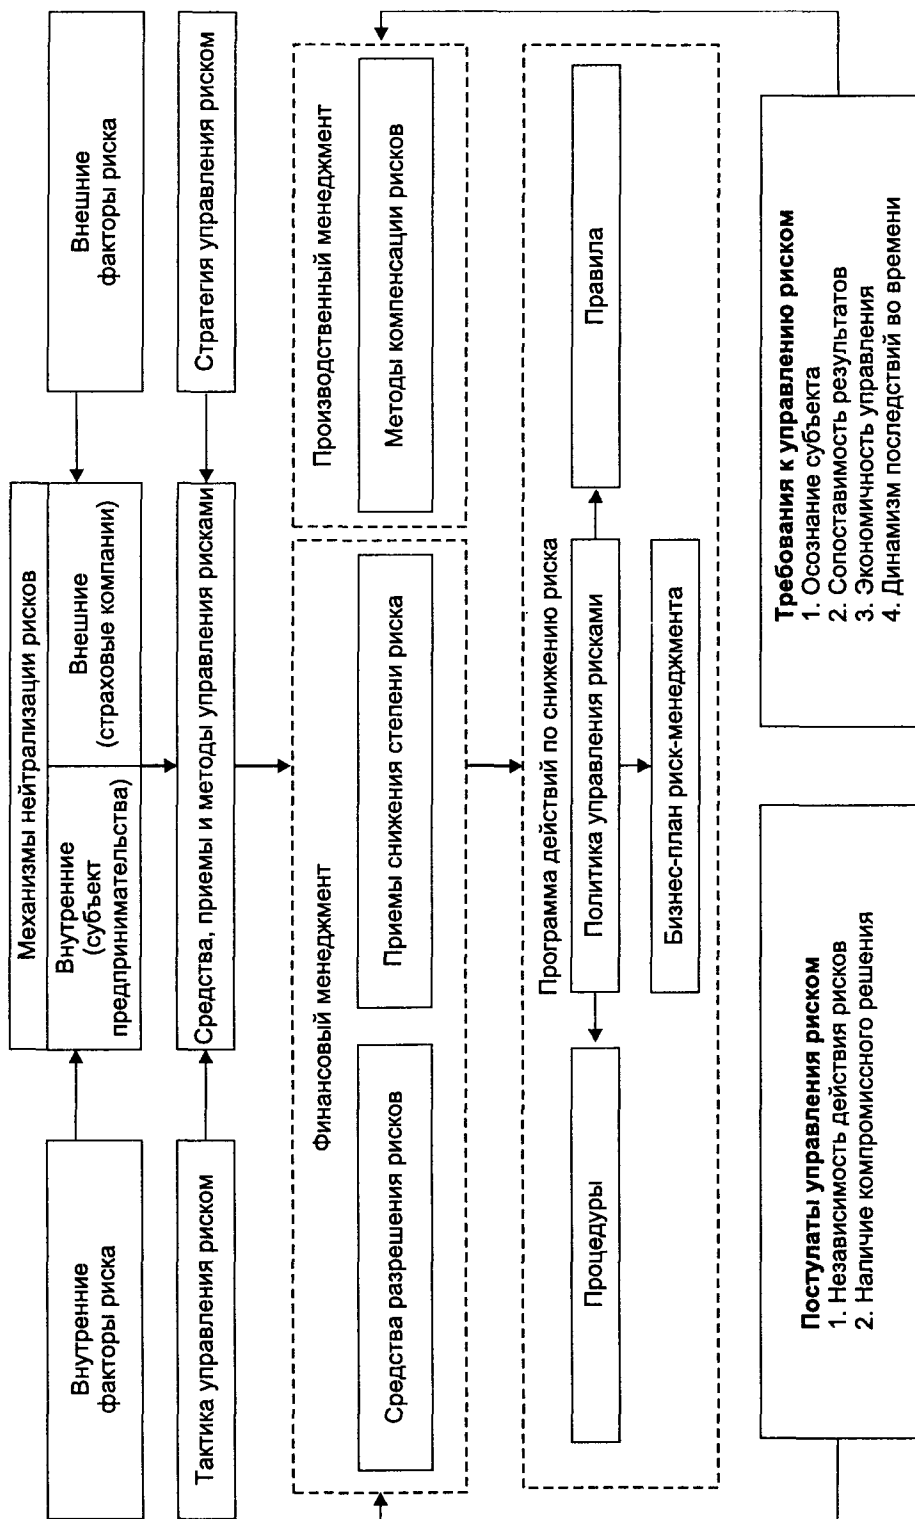 Механизмы нейтрализации рисков
Внутренние
факторы риска
Внутренние
(субъект
предпринимательства)
Внешние
(страховые компании)
Внешние
факторы риска
Тактика управления риском
Средства, приемы и методы управления рисками
Стратегия управления риском
Финансовый менеджмент
Производственный менеджмент
Средства разрешения рисков
Приемы снижения степени риска
Методы компенсации рисков
Программа действий по снижению риска
Процедуры
Политика управления рисками
Правила
Бизнес-план риск-менеджмента
Постулаты управления риском
1. Независимость действия рисков
2. Наличие компромиссного решения
Требования к управлению риском
1. Осознание субъекта
2. Сопоставимость результатов
3. Экономичность управления
4. Динамизм последствий во времени